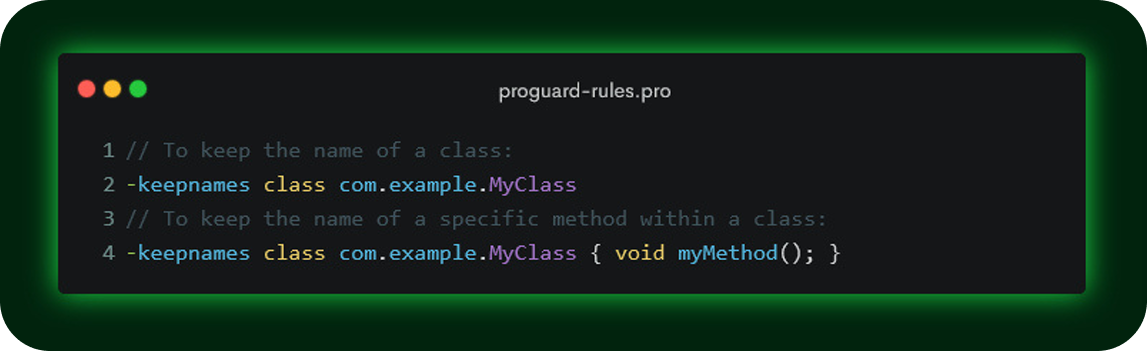 proguard-rules.pro
1 // To keep the name of a class:
2 -keepnames class com.example.MyClass
3 // To keep the name of a specific method within a class:
4 -keepnames class com.example.MyClass { void myMethod(); }